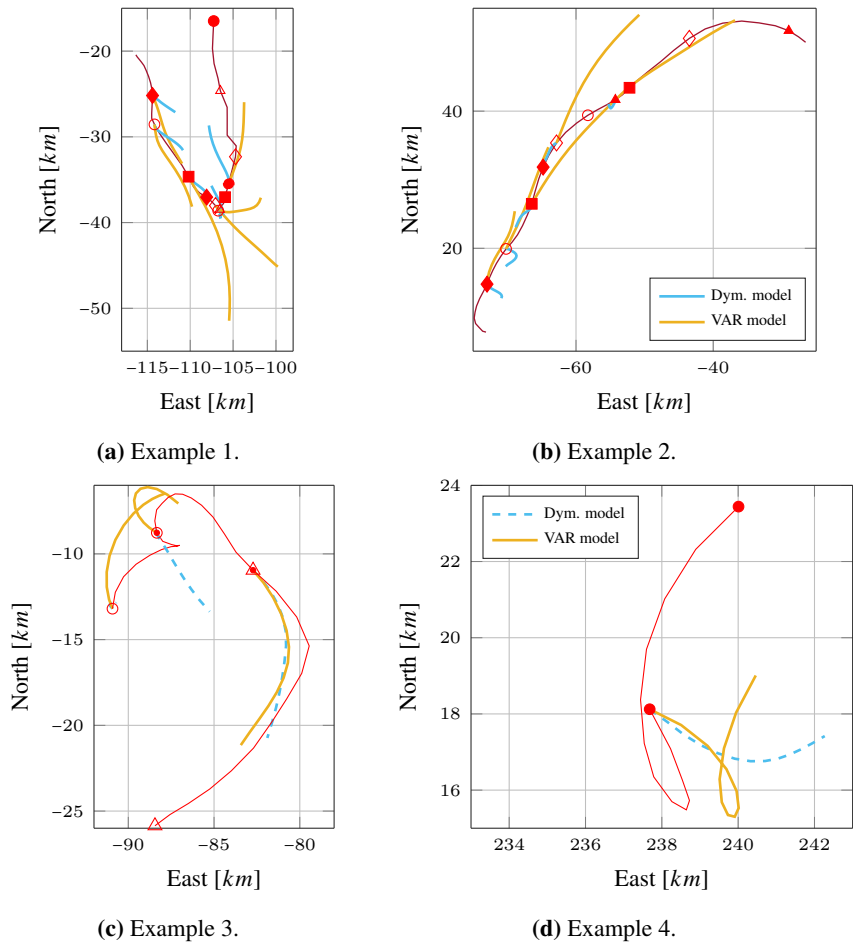 −20
−30
−40
−50
North [km]
−115 −110 −105 −100
East [km]
(a) Example 1.
40
20
North [km]
−60
−40
East [km]
Dym. model
VAR model
(b) Example 2.
−10
−15
−20
−25
North [km]
−90
−85
−80
East [km]
(c) Example 3.
24
22
20
18
16
North [km]
234
236
238
240
242
East [km]
Dym. model
VAR model
(d) Example 4.